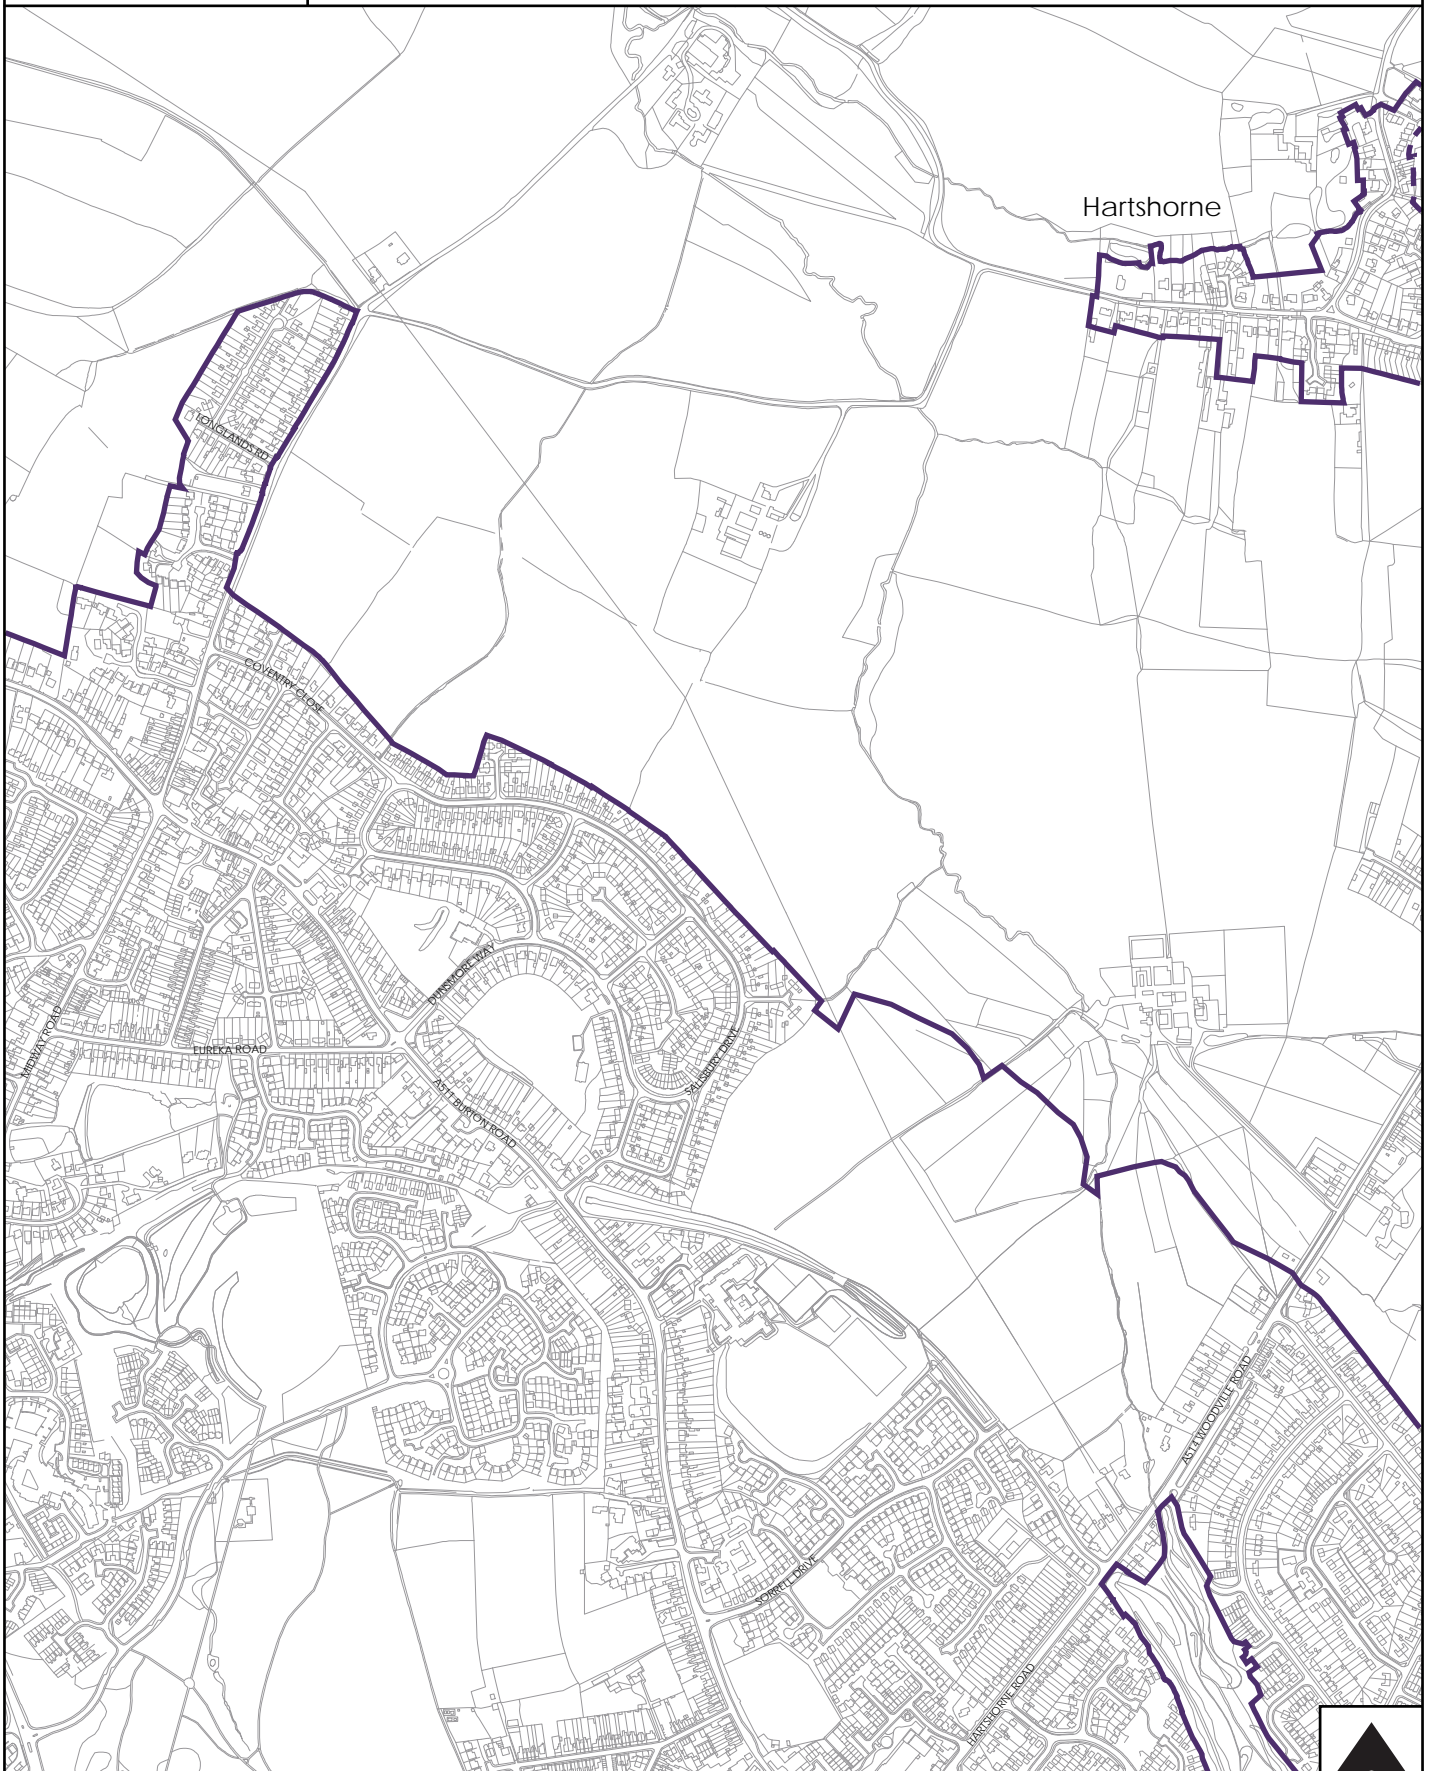 Hartshorne
LONGLANDS RD
COVENTRY CLOSE
DUNSMORE WAY
MIDWAY ROAD
EUREKA ROAD
SALISBURY DRIVE
A511 BURTON ROAD
A514 WOODVILLE ROAD
SORRELL DRIVE
HARTSHORNE ROAD